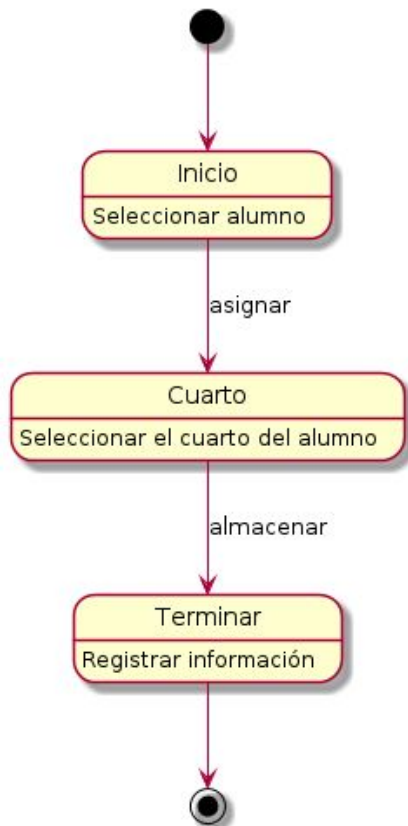 Inicio
Seleccionar alumno
asignar
Cuarto
Seleccionar el cuarto del alumno
almacenar
Terminar
Registrar información